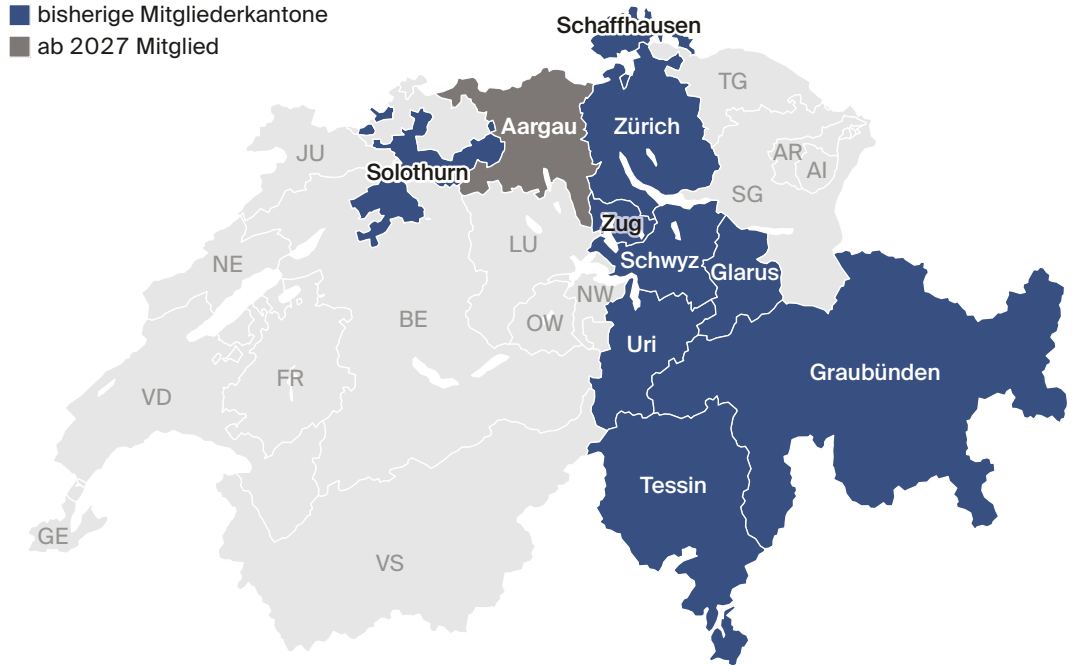 bisherige Mitgliederkantone
ab 2027 Mitglied
Schaffhausen
TG
Aargau
Zürich
JU
AR
AI
Solothurn
SG
Zug
LU
NE
Schwyz
Glarus
NW
BE
OW
Uri
FR
Graubünden
VD
Tessin
GE
VS